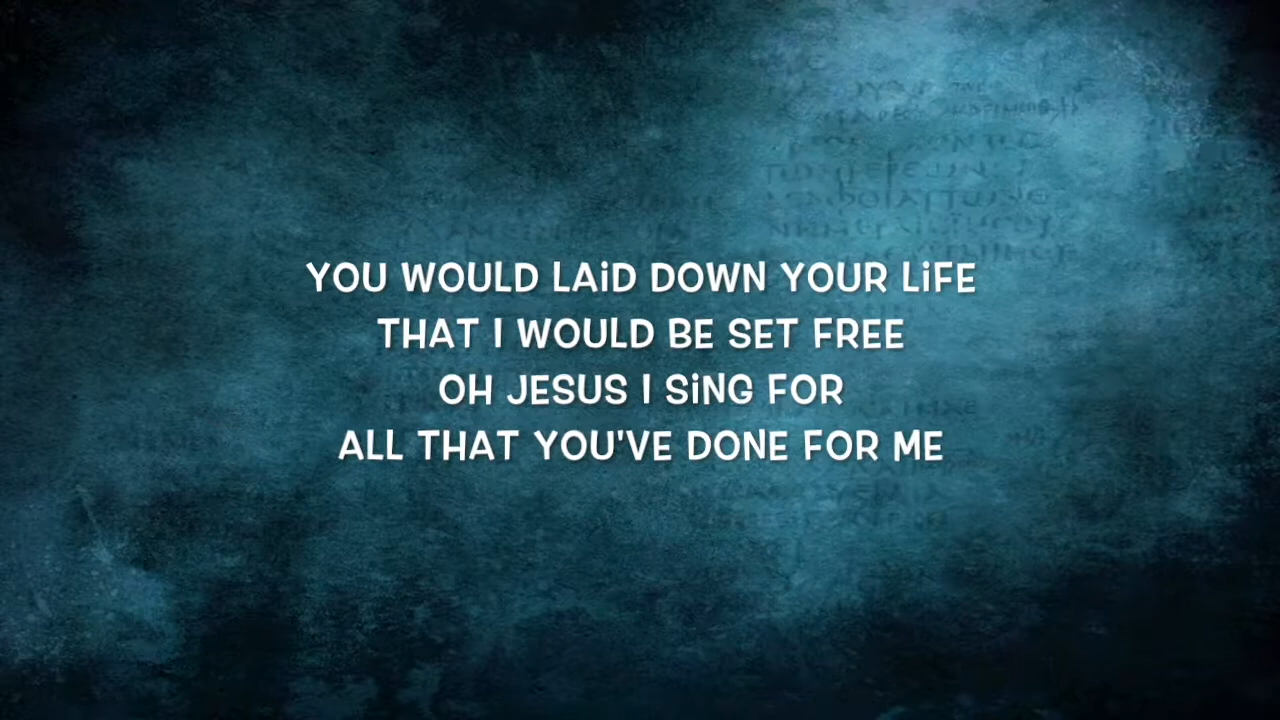 YOU WOULD LAiD DOWN YOUR LiFE
THAT I WOULD BE SET FREE
OH JESUS I SiNG FOR
ALL THAT YOU'VE DONE FOR ME